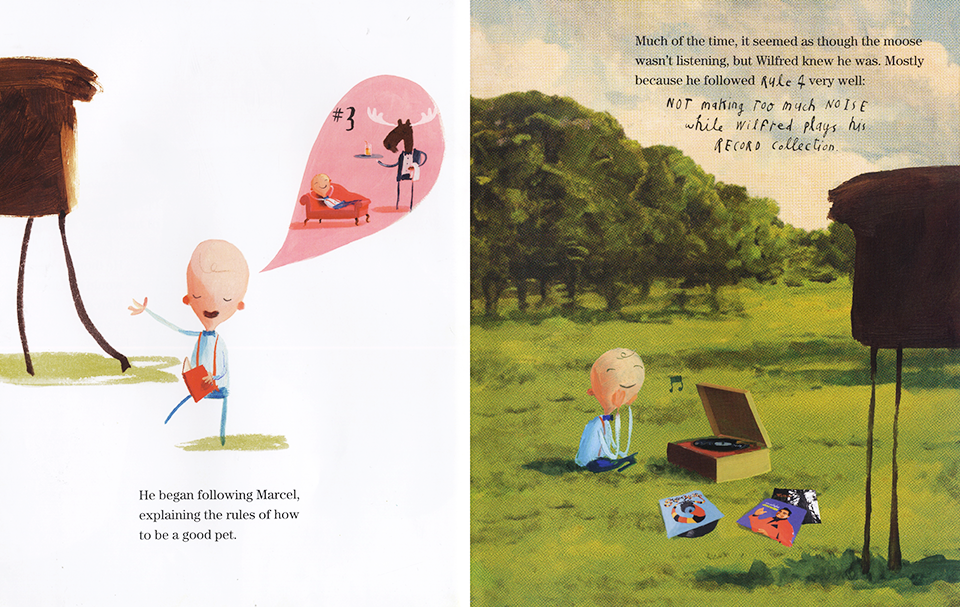 #3
He began following Marcel,
explaining the rules of how
to be a good pet.
Much of the time, it seemed as though the moose
wasn't listening, but Wilfred knew he was. Mostly
because he followed Rule 4 very well:
NOT making too much NOISE
while Wilfred plays his
RECORD collection.